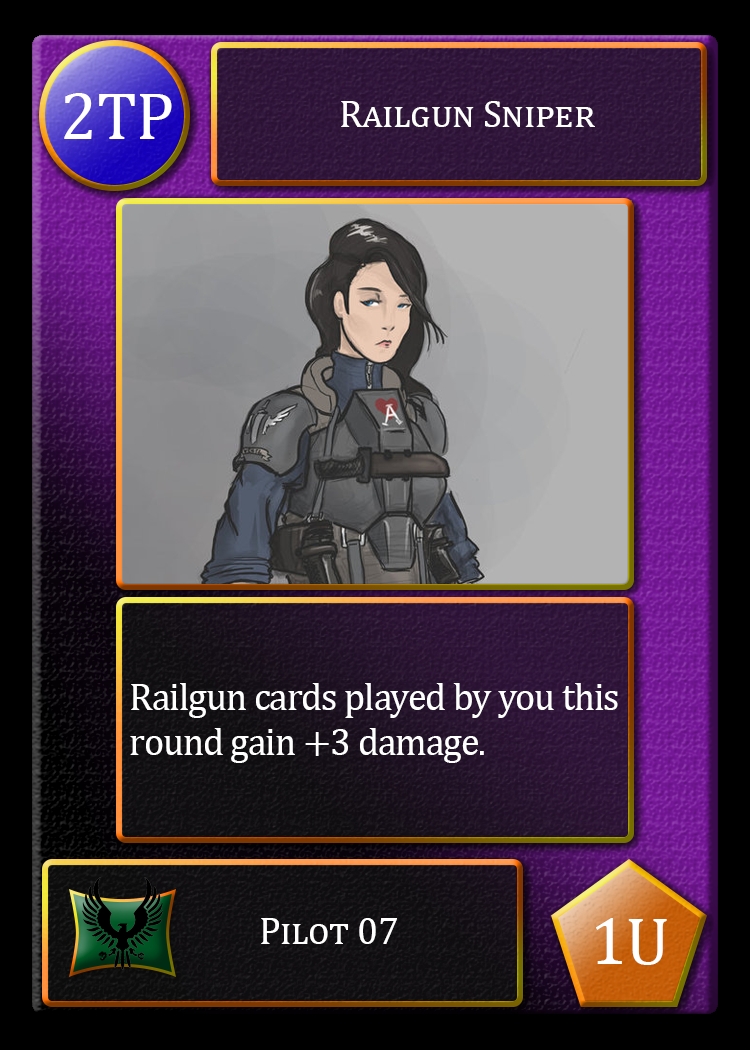 2TP
Railgun Sniper
A
Railgun cards played by you this
round gain +3 damage.
Pilot 07
1U